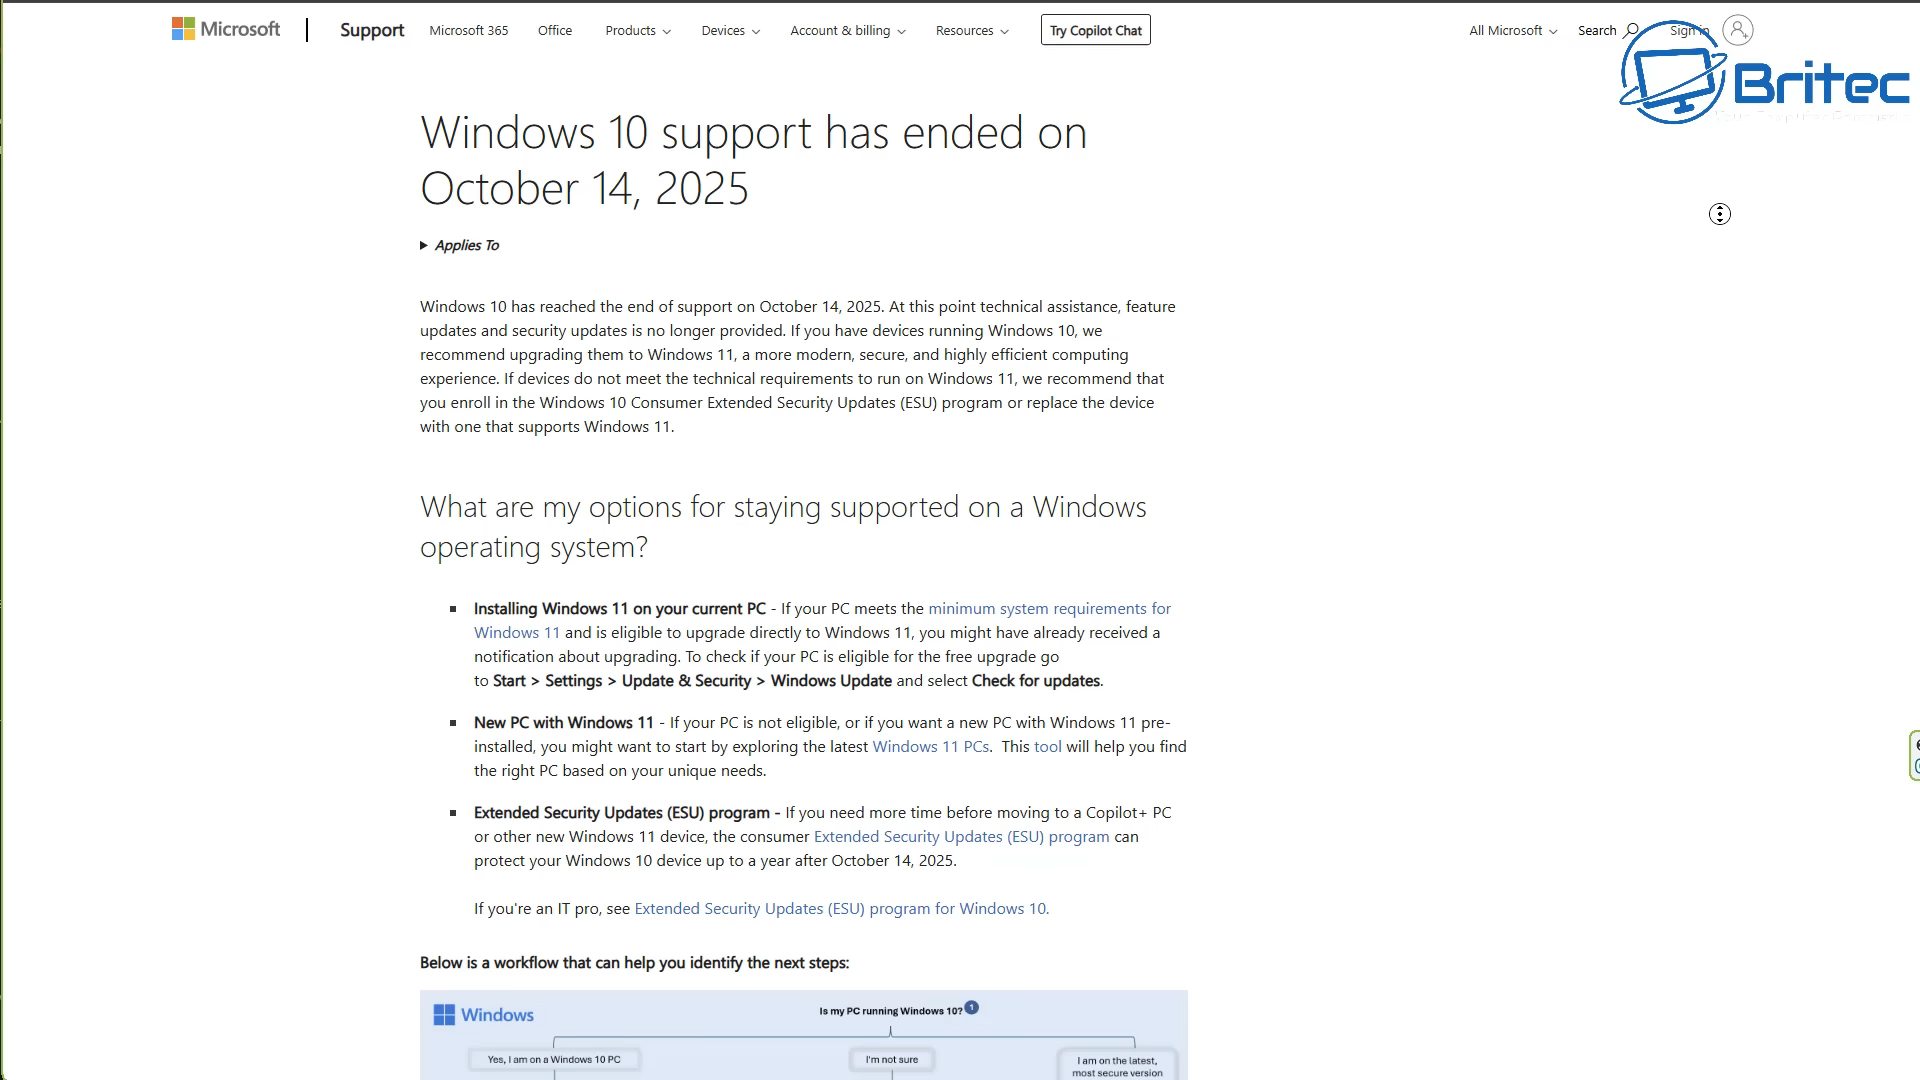 Microsoft Support Microsoft 365 Office Products Devices Account & billing Resources Try Copilot Chat All Microsoft Search Sign in
Britec
Windows 10 support has ended on
October 14, 2025
Applies To
Windows 10 has reached the end of support on October 14, 2025. At this point technical assistance, feature
updates and security updates is no longer provided. If you have devices running Windows 10, we
recommend upgrading them to Windows 11, a more modern, secure, and highly efficient computing
experience. If devices do not meet the technical requirements to run on Windows 11, we recommend that
you enroll in the Windows 10 Consumer Extended Security Updates (ESU) program or replace the device
with one that supports Windows 11.
What are my options for staying supported on a Windows
operating system?
Installing Windows 11 on your current PC - If your PC meets the minimum system requirements for
Windows 11 and is eligible to upgrade directly to Windows 11, you might have already received a
notification about upgrading. To check if your PC is eligible for the free upgrade go
to Start > Settings > Update & Security > Windows Update and select Check for updates.
New PC with Windows 11 - If your PC is not eligible, or if you want a new PC with Windows 11 pre-
installed, you might want to start by exploring the latest Windows 11 PCs. This tool will help you find
the right PC based on your unique needs.
Extended Security Updates (ESU) program - If you need more time before moving to a Copilot+ PC
or other new Windows 11 device, the consumer Extended Security Updates (ESU) program can
protect your Windows 10 device up to a year after October 14, 2025.
If you're an IT pro, see Extended Security Updates (ESU) program for Windows 10.
Below is a workflow that can help you identify the next steps:
Windows
Is my PC running Windows 10? 1
Yes, I am on a Windows 10 PC
I'm not sure
I am on the latest,
most secure version